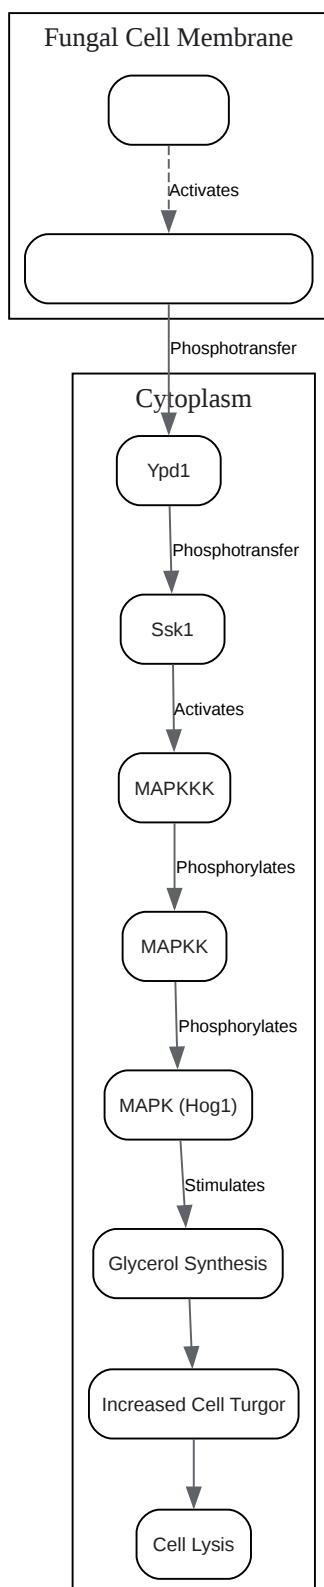 Fungal Cell Membrane
Activates
Phosphotransfer
Cytoplasm
Ypd1
Phosphotransfer
Ssk1
Activates
MAPKKK
Phosphorylates
MAPKK
Phosphorylates
MAPK (Hog1)
Stimulates
Glycerol Synthesis
Increased Cell Turgor
Cell Lysis